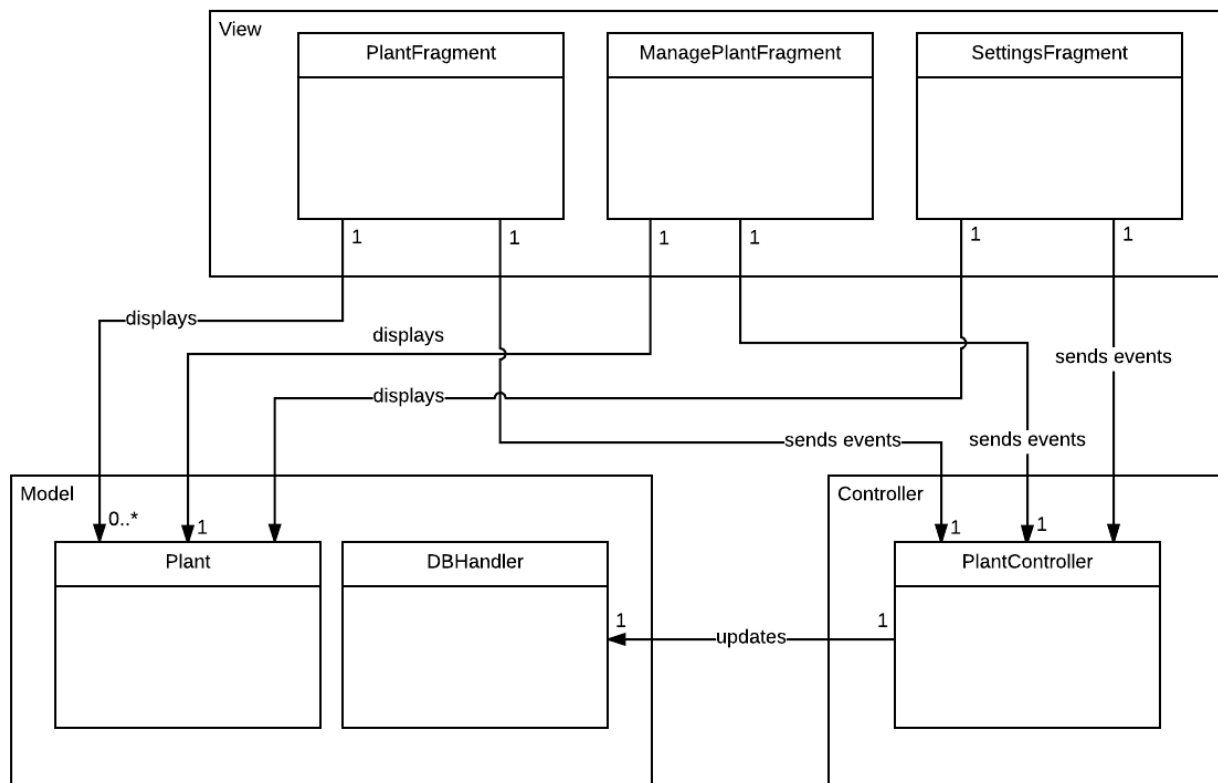 View
PlantFragment
ManagePlantFragment
SettingsFragment
1
1
1
1
1
1
displays
displays
sends events
displays
sends events
sends events
Model
Controller
0..*
1
1
1
Plant
DBHandler
PlantController
1
updates
1